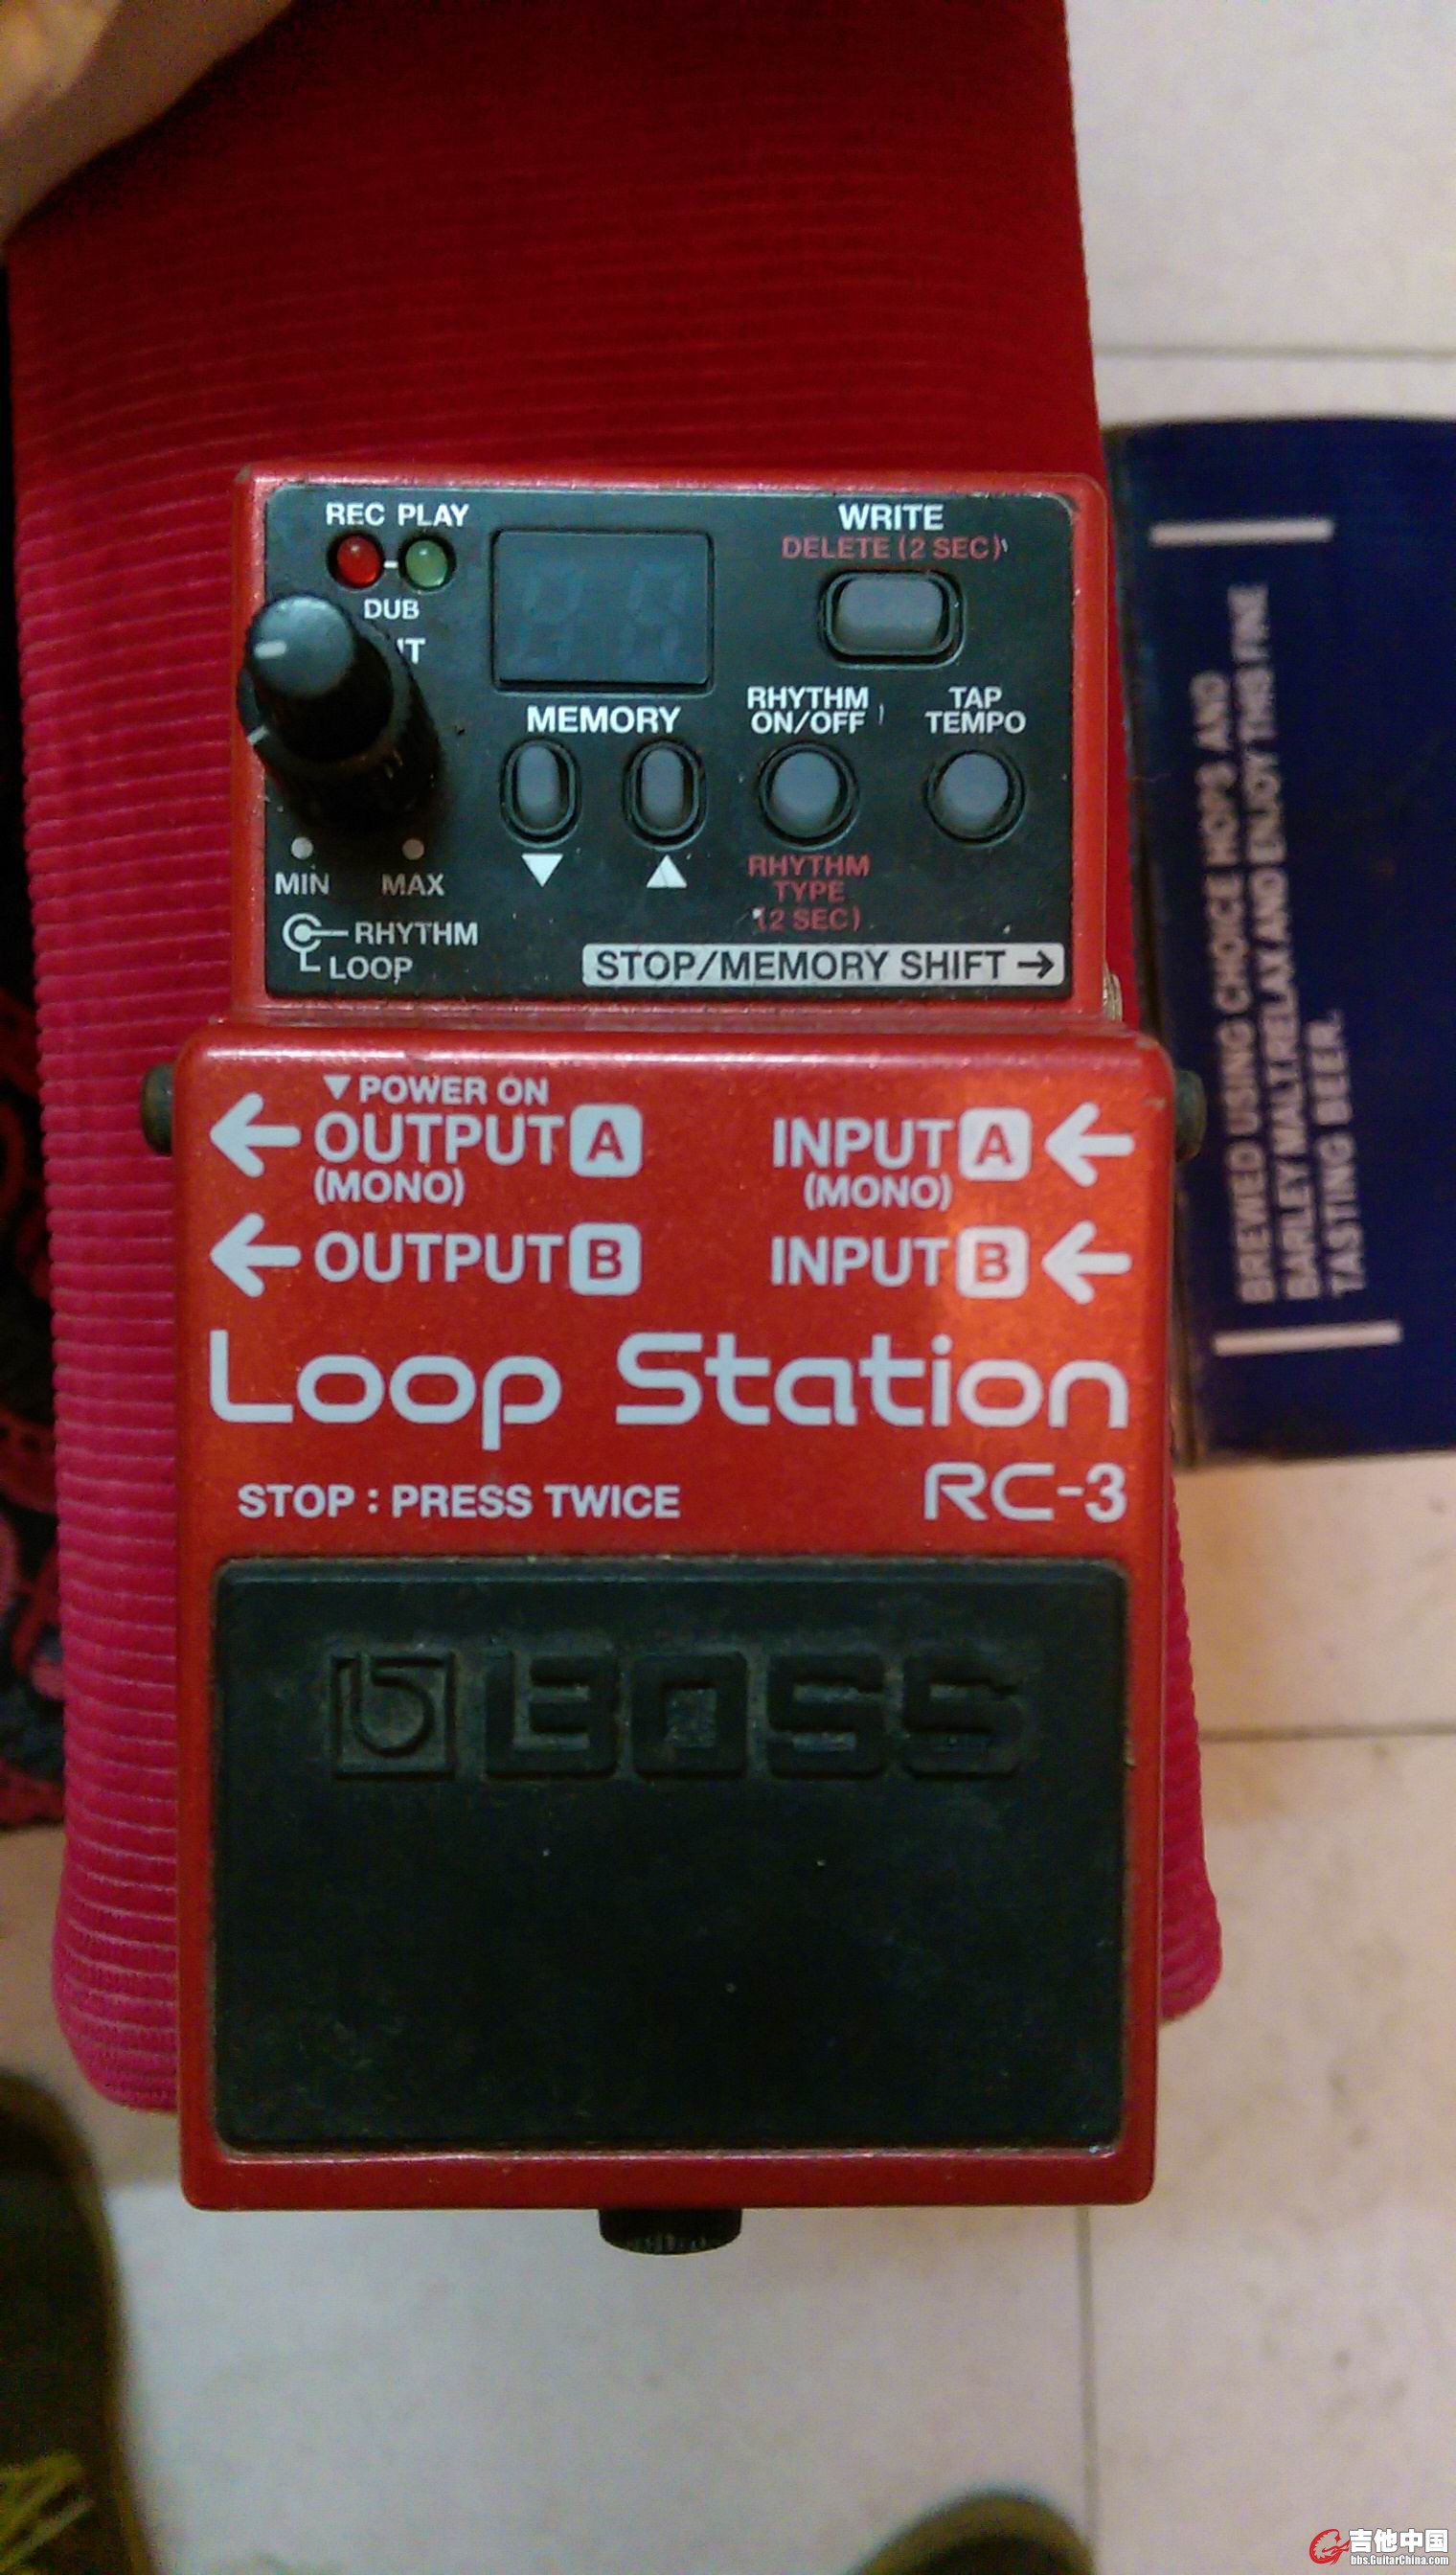 REC PLAY
DUB
WRITE
DELETE (2 SEC)
MEMORY
RHYTHM
ON/OFF
TAP
TEMPO
▼
▲
MIN
MAX
RHYTHM
TYPE
(2 SEC)
RHYTHM
LOOP
STOP/MEMORY SHIFT →
▼ POWER ON
← OUTPUT A
(MONO)
INPUT A ←
(MONO)
← OUTPUT B
INPUT B ←
Loop Station
STOP : PRESS TWICE
RC-3
BOSS
BREWED USING CHOICE HOPS AND
BARLEY MALT. RELAX AND ENJOY THIS FINE
TASTING BEER.
吉他中国
bbs.GuitarChina.com